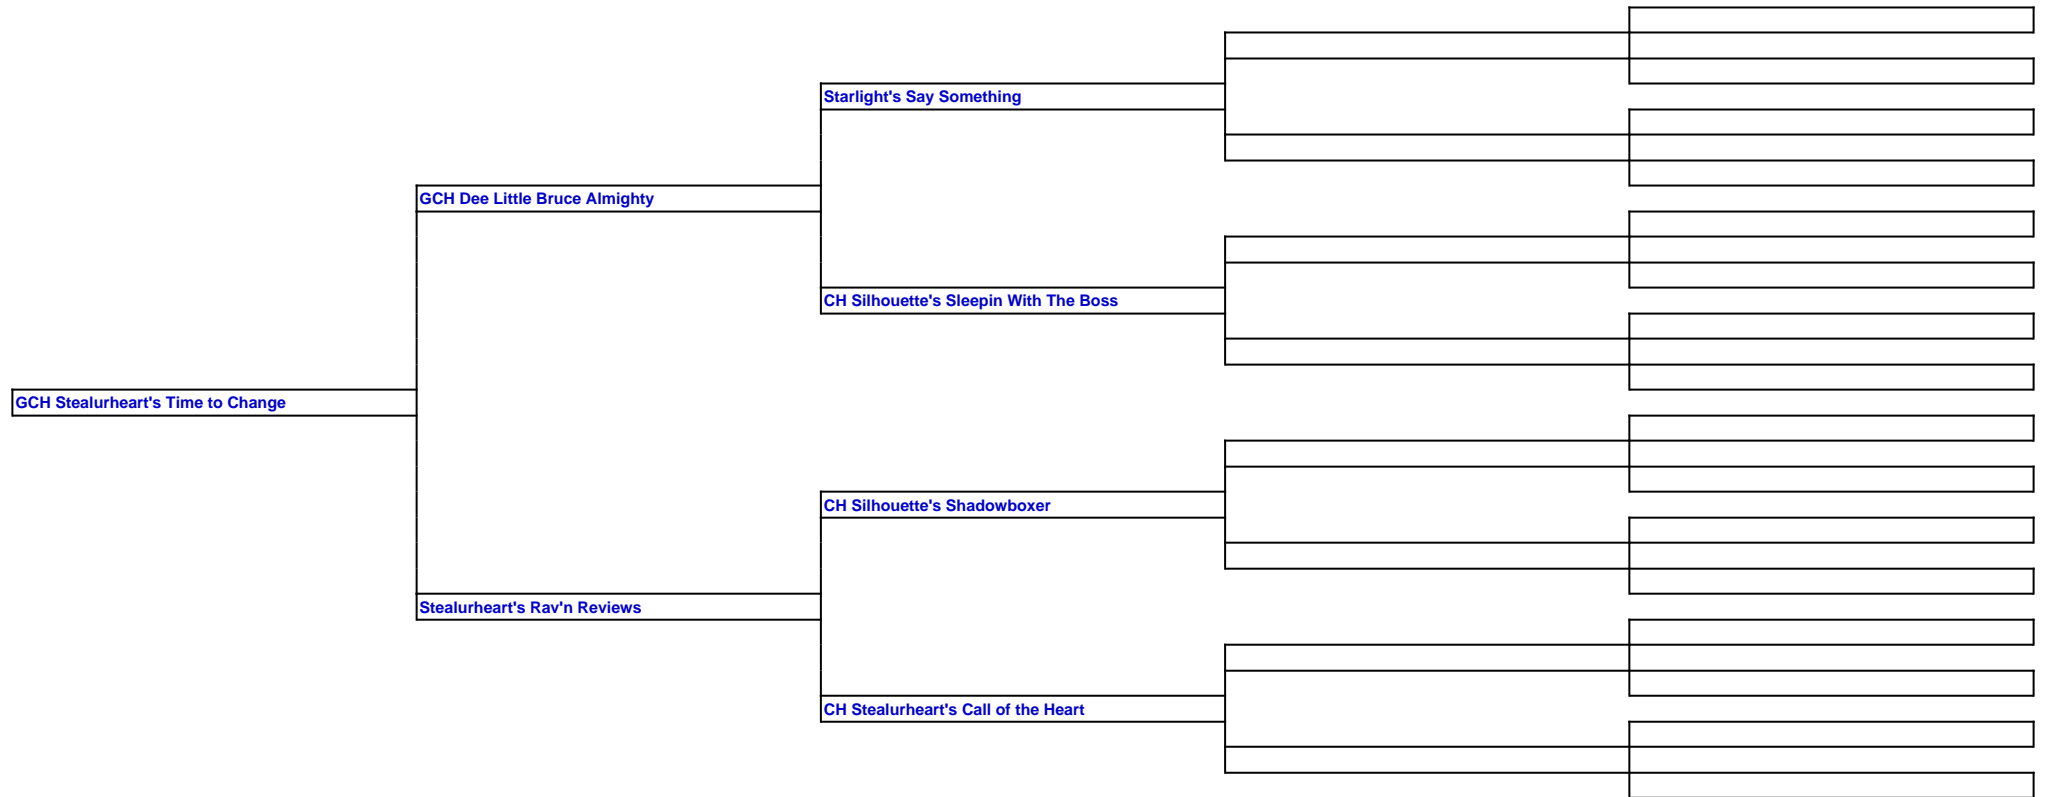 Starlight's Say Something
GCH Dee Little Bruce Almighty
CH Silhouette's Sleepin With The Boss
GCH Stealurheart's Time to Change
CH Silhouette's Shadowboxer
Stealurheart's Rav'n Reviews
CH Stealurheart's Call of the Heart